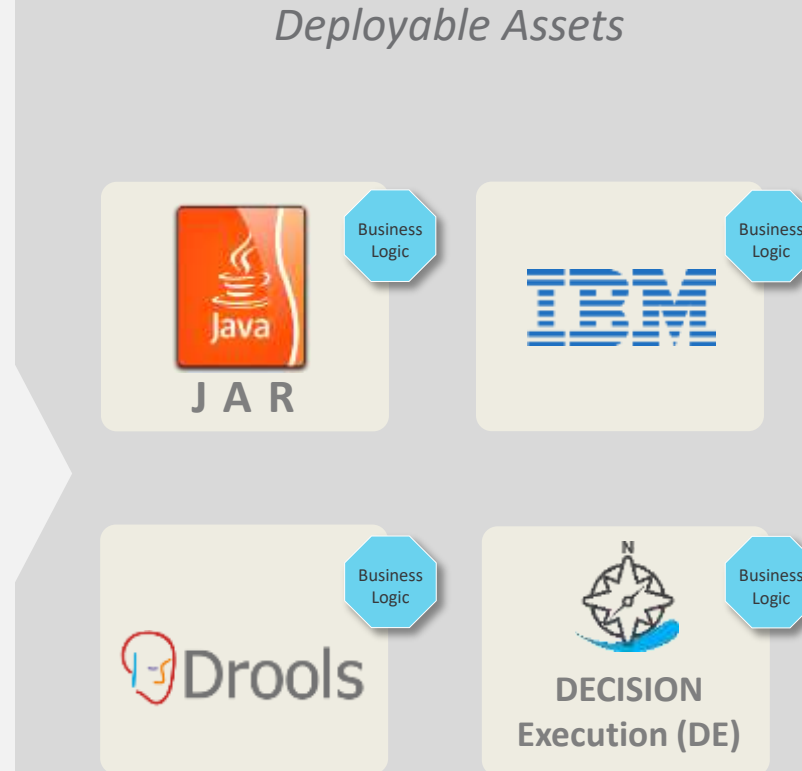 Deployable Assets
Business
Logic
Java
J A R
Business
Logic
IBM
Business
Logic
Drools
Business
Logic
N
DECISION
Execution (DE)